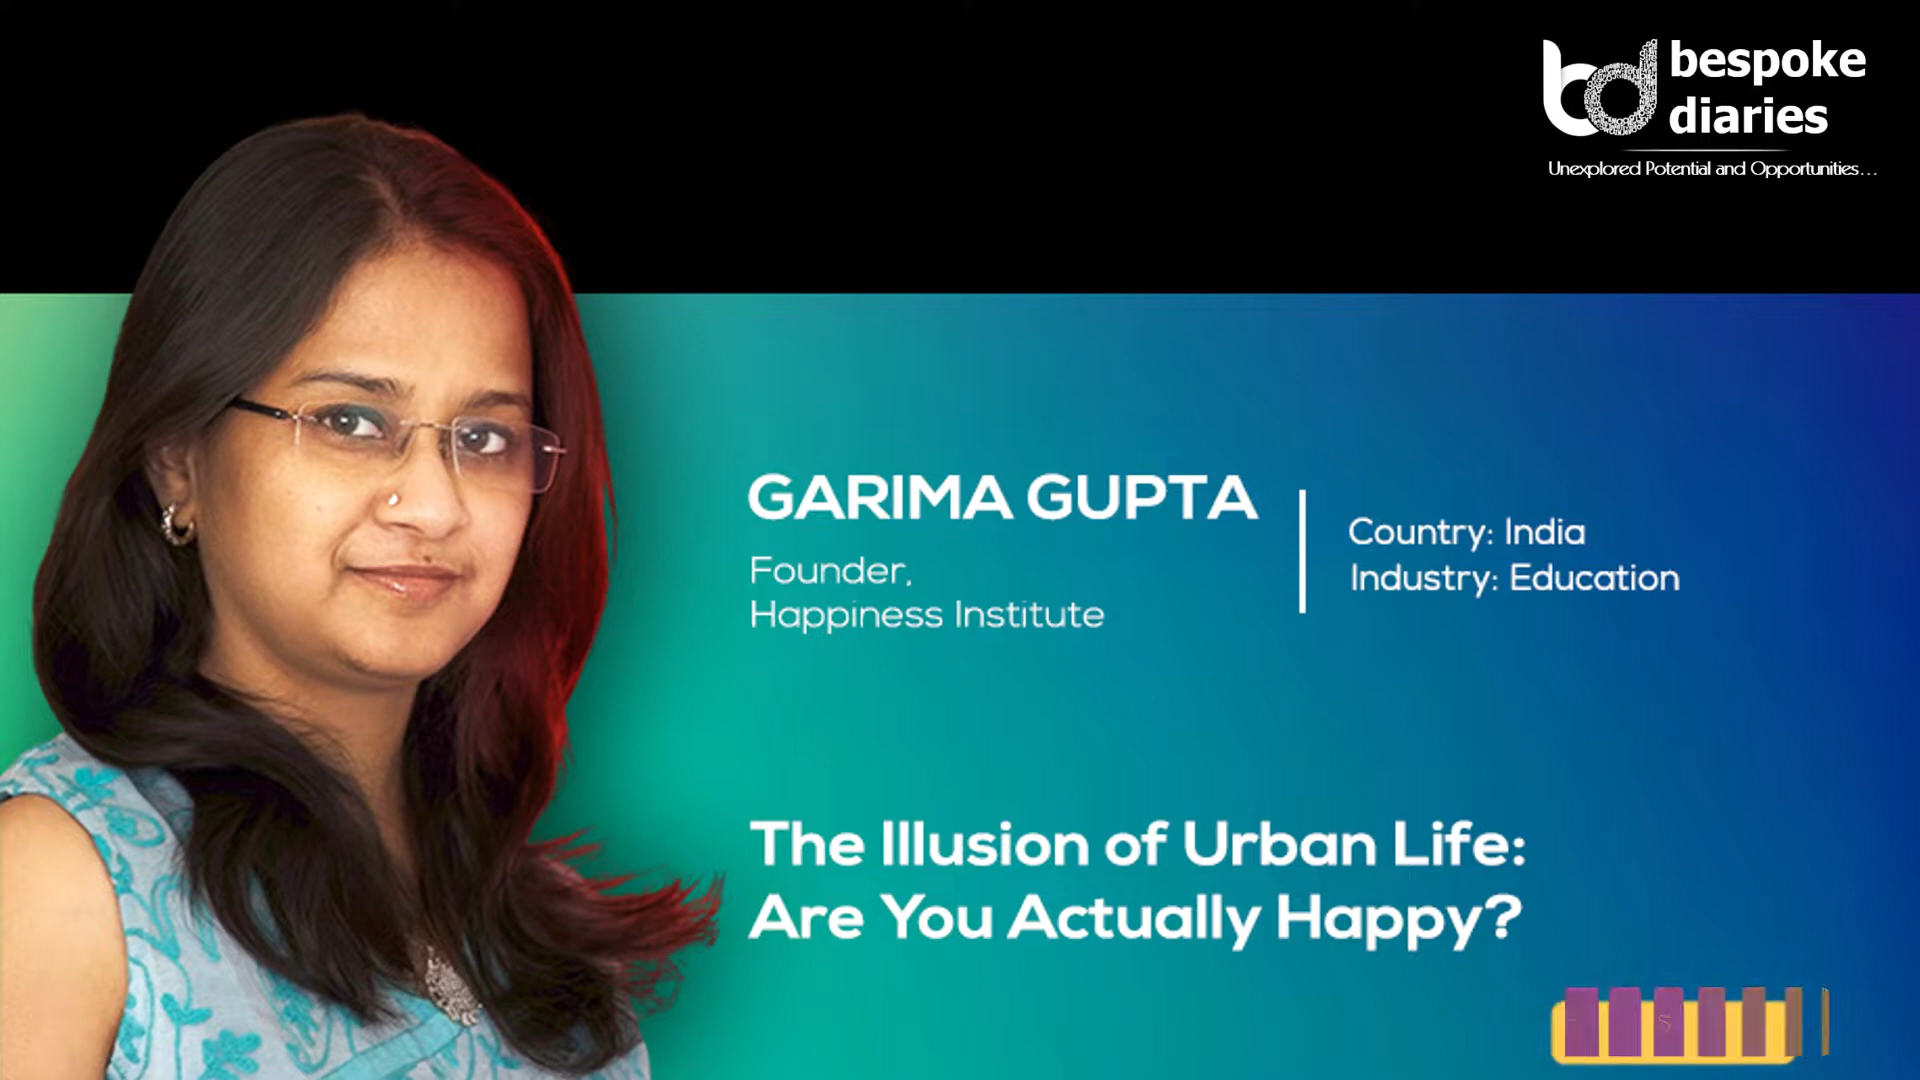 bespoke
diaries
Unexplored Potential and Opportunities...
GARIMA GUPTA
Founder,
Happiness Institute
Country: India
Industry: Education
The Illusion of Urban Life:
Are You Actually Happy?